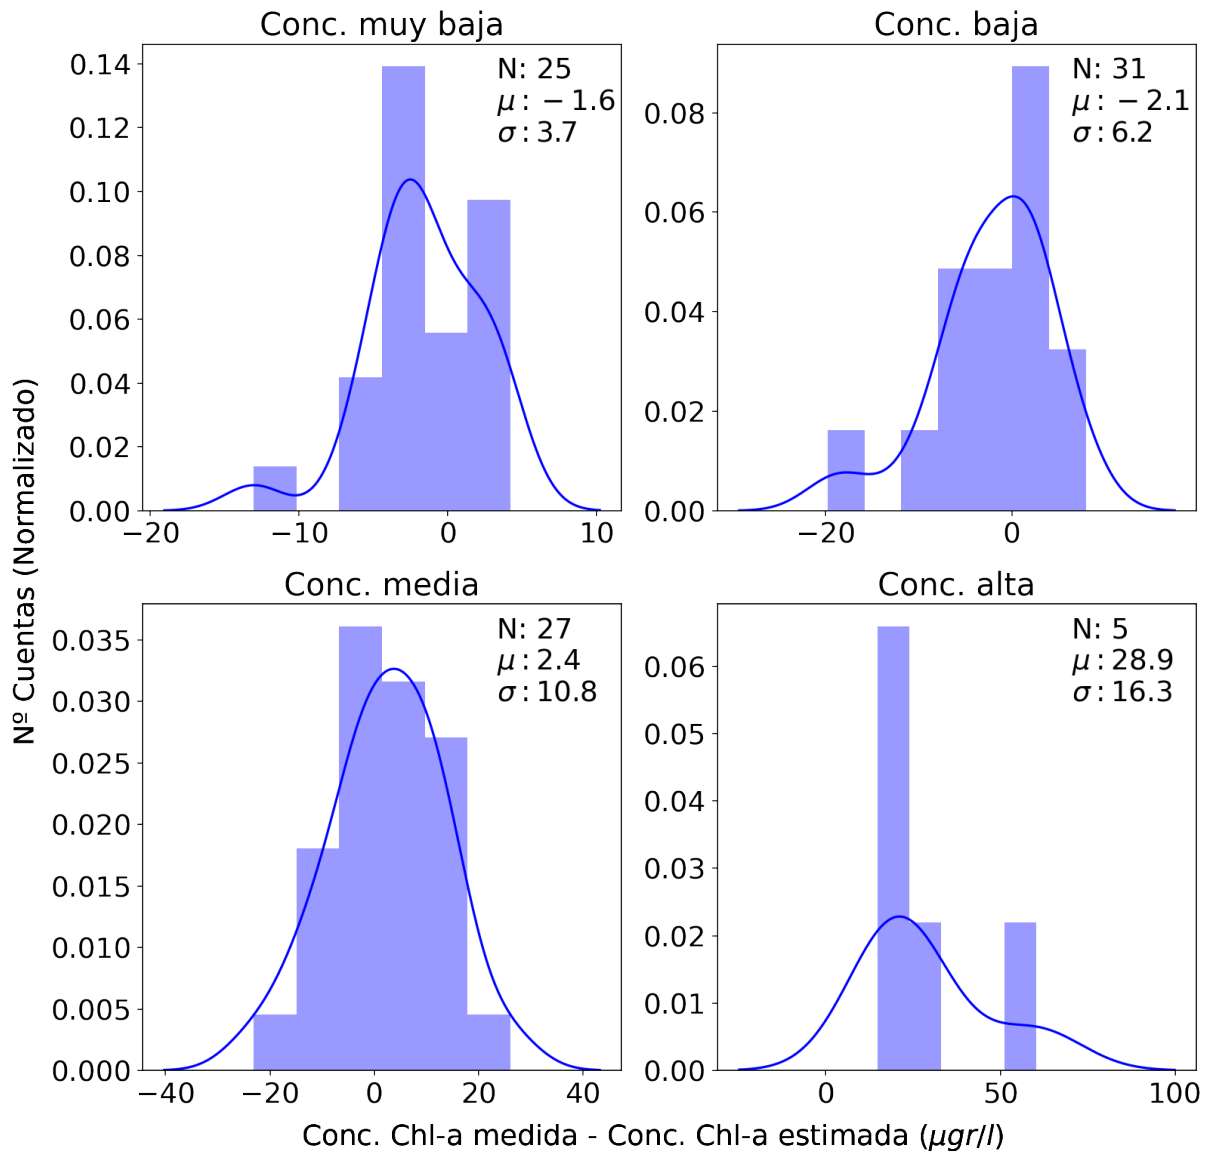 Conc. muy baja
N: 25
μ: −1.6
σ: 3.7
0.14
0.12
0.10
0.08
0.06
0.04
0.02
0.00
−20
−10
0
10
Conc. baja
N: 31
μ: −2.1
σ: 6.2
0.08
0.06
0.04
0.02
0.00
−20
0
Nº Cuentas (Normalizado)
Conc. media
N: 27
μ: 2.4
σ: 10.8
0.035
0.030
0.025
0.020
0.015
0.010
0.005
0.000
−40
−20
0
20
40
Conc. alta
N: 5
μ: 28.9
σ: 16.3
0.06
0.05
0.04
0.03
0.02
0.01
0.00
0
50
100
Conc. Chl-a medida - Conc. Chl-a estimada (μgr/l)